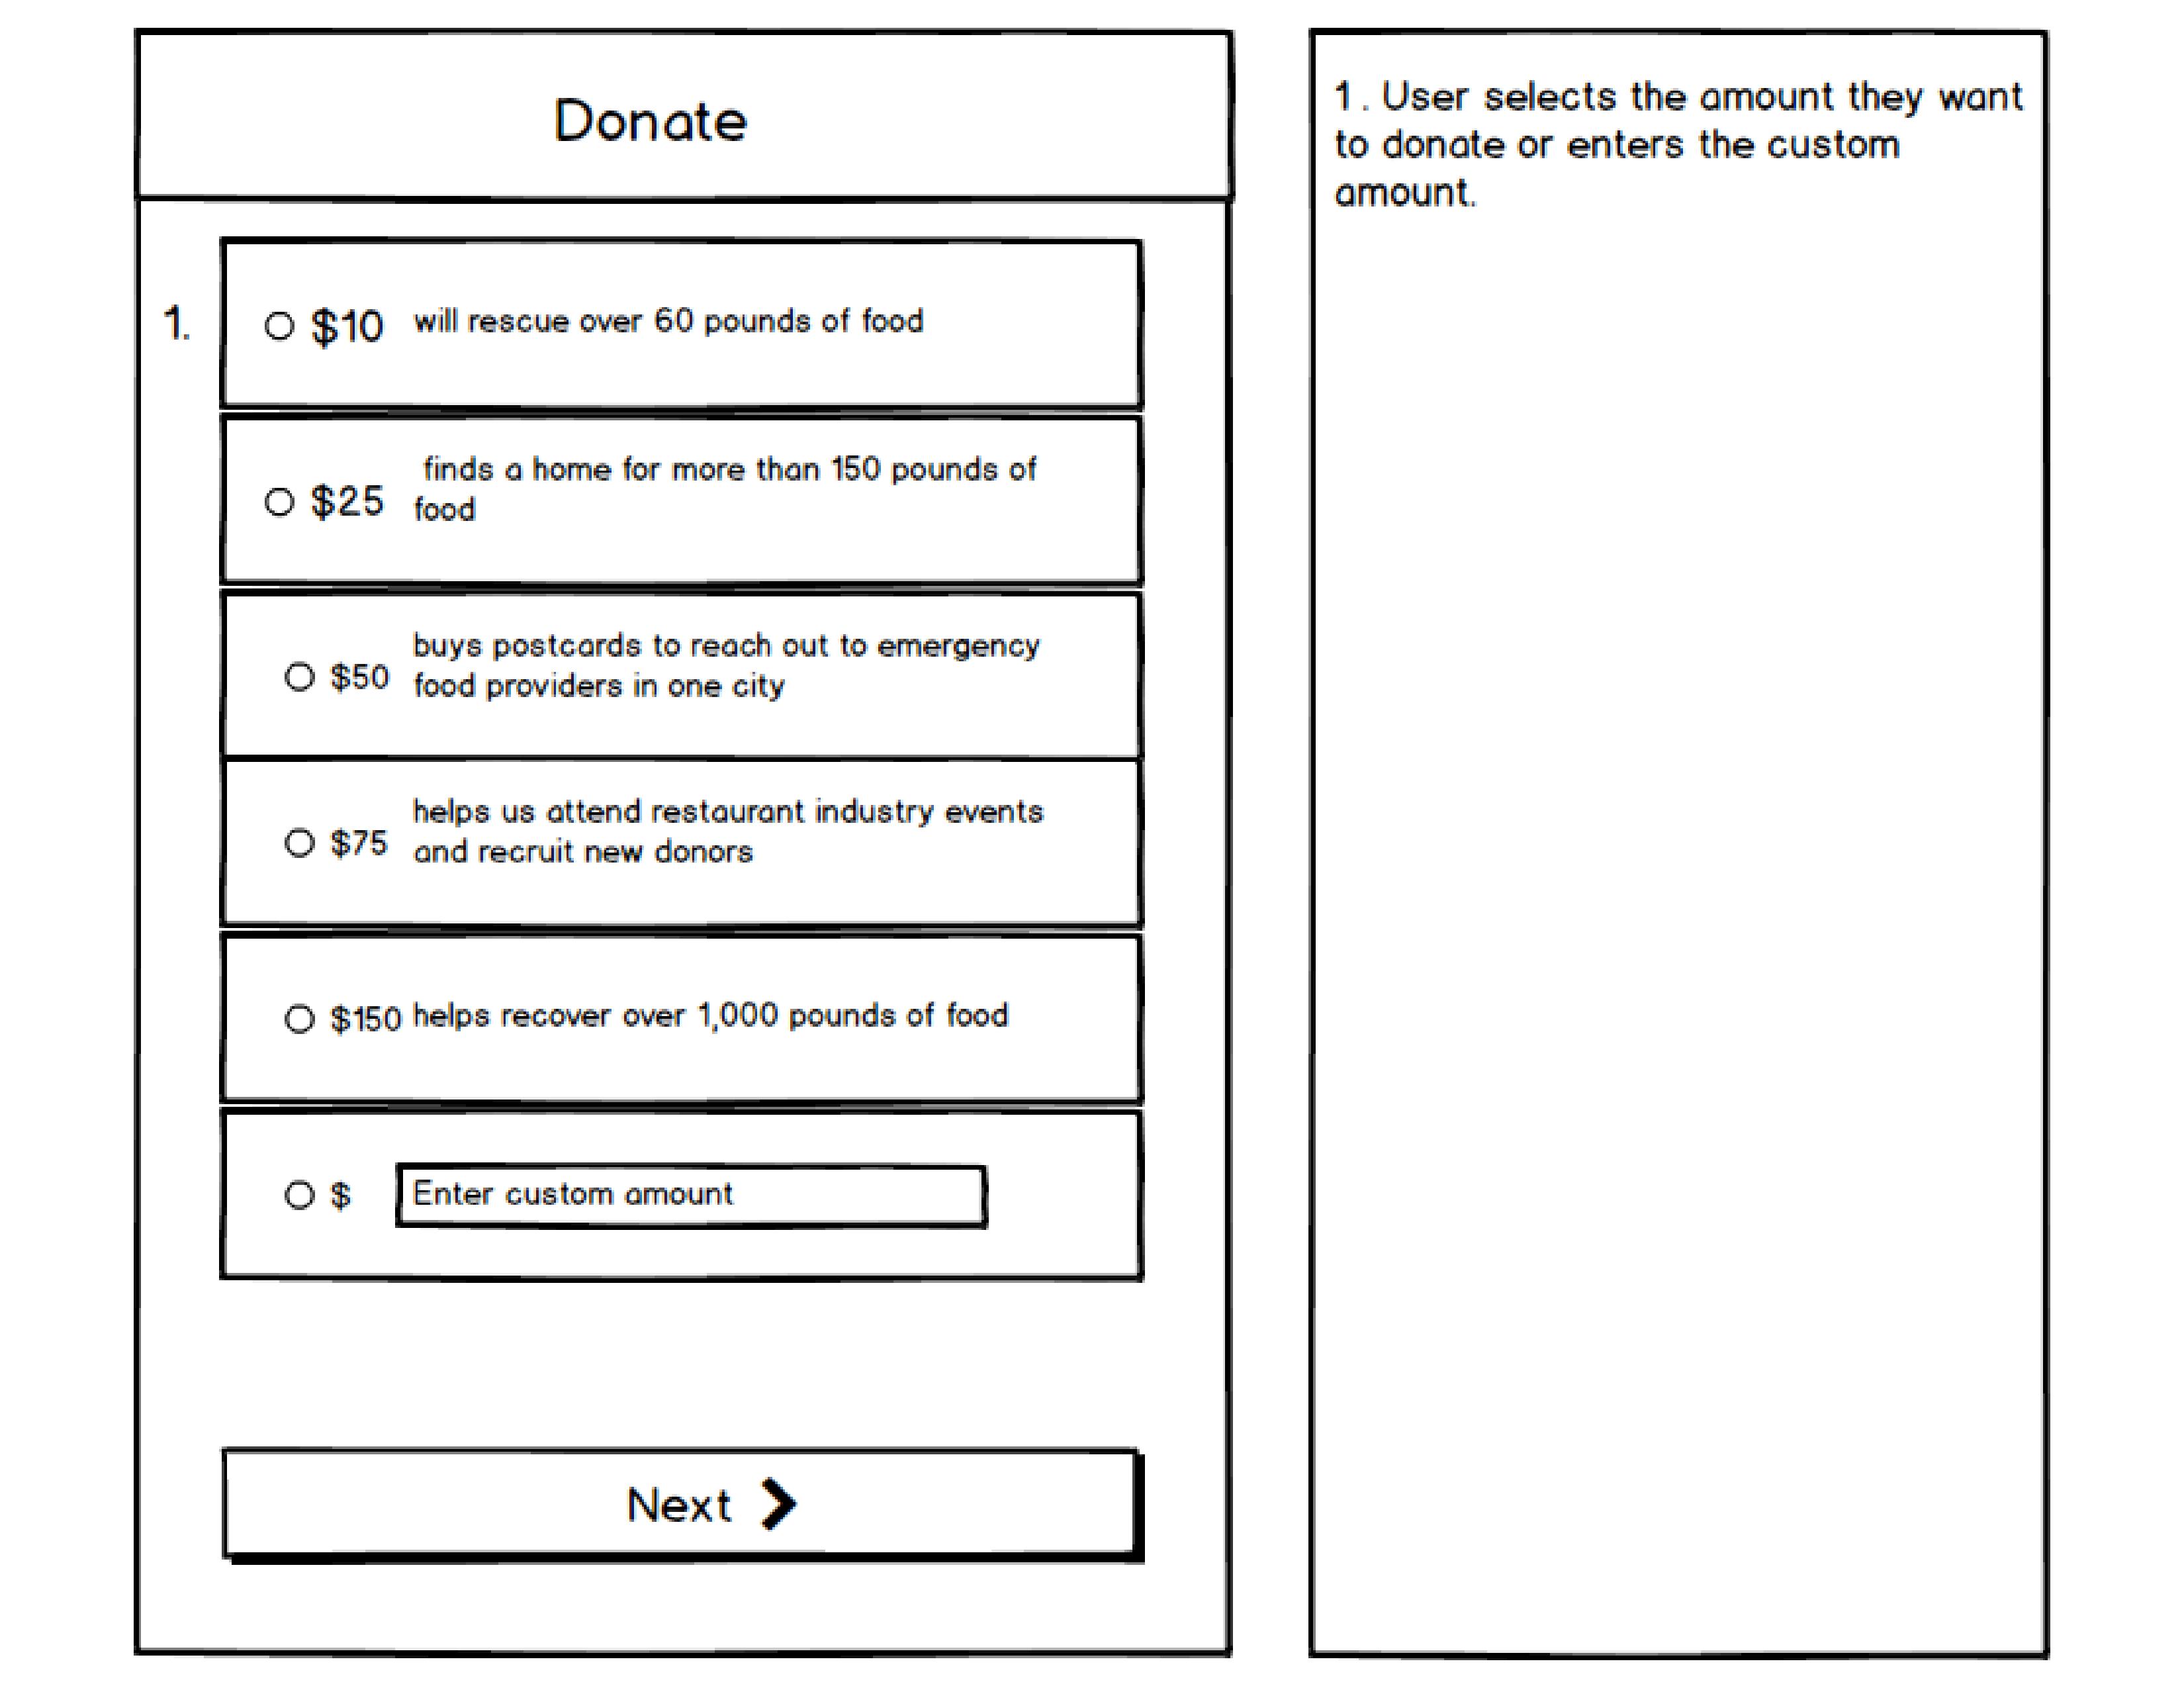 Donate
1.
$10 will rescue over 60 pounds of food
$25 finds a home for more than 150 pounds of
food
$50 buys postcards to reach out to emergency
food providers in one city
$75 helps us attend restaurant industry events
and recruit new donors
$150 helps recover over 1,000 pounds of food
$ Enter custom amount
Next
1. User selects the amount they want
to donate or enters the custom
amount.